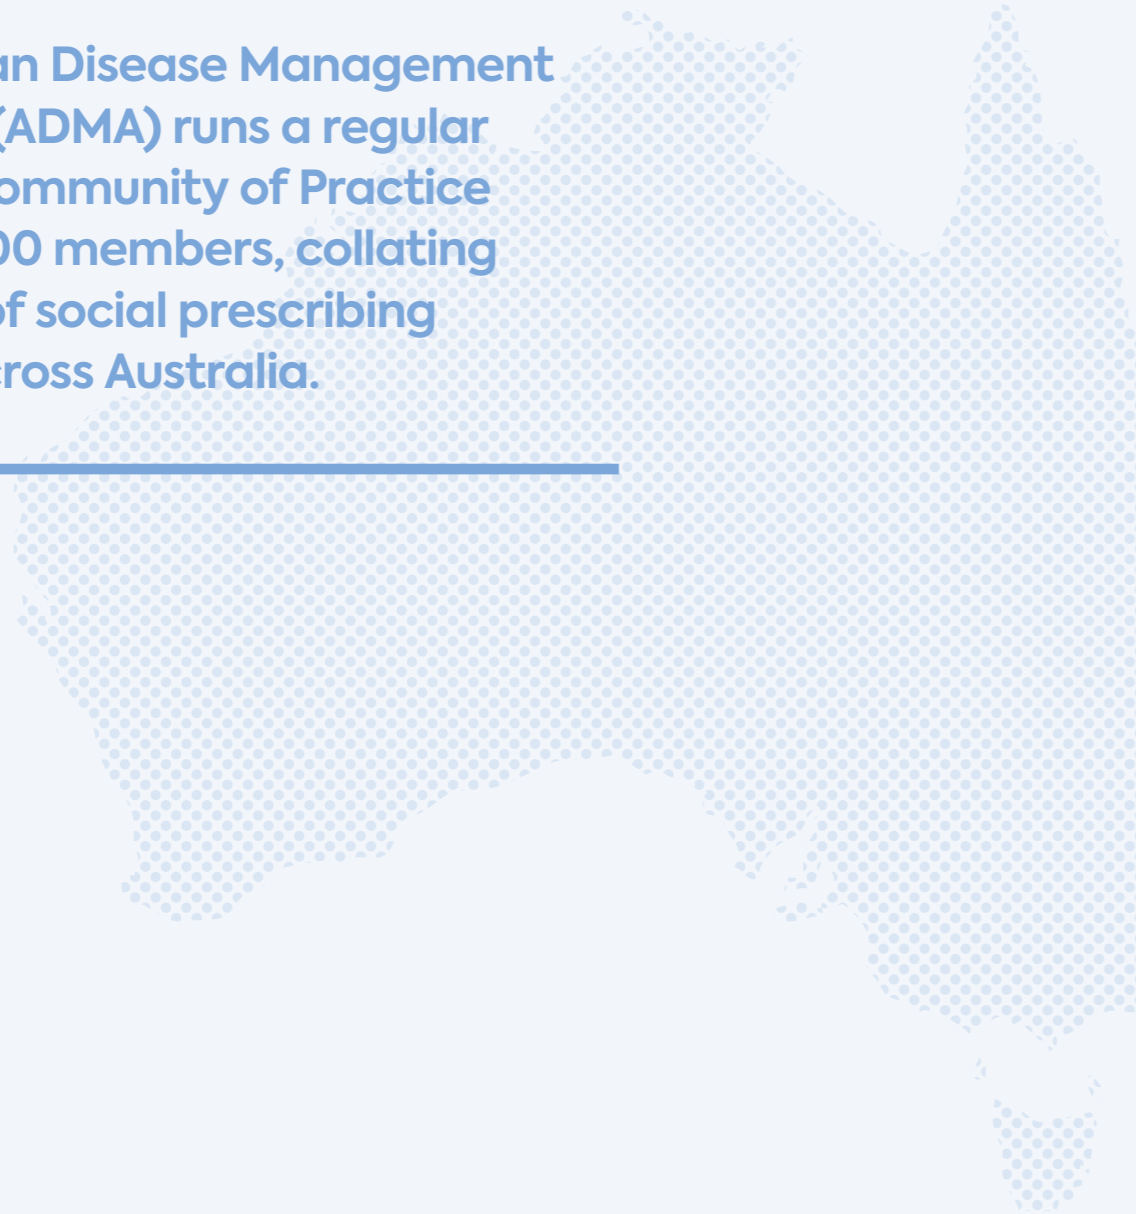 an Disease Management
(ADMA) runs a regular
ommunity of Practice
00 members, collating
of social prescribing
cross Australia.